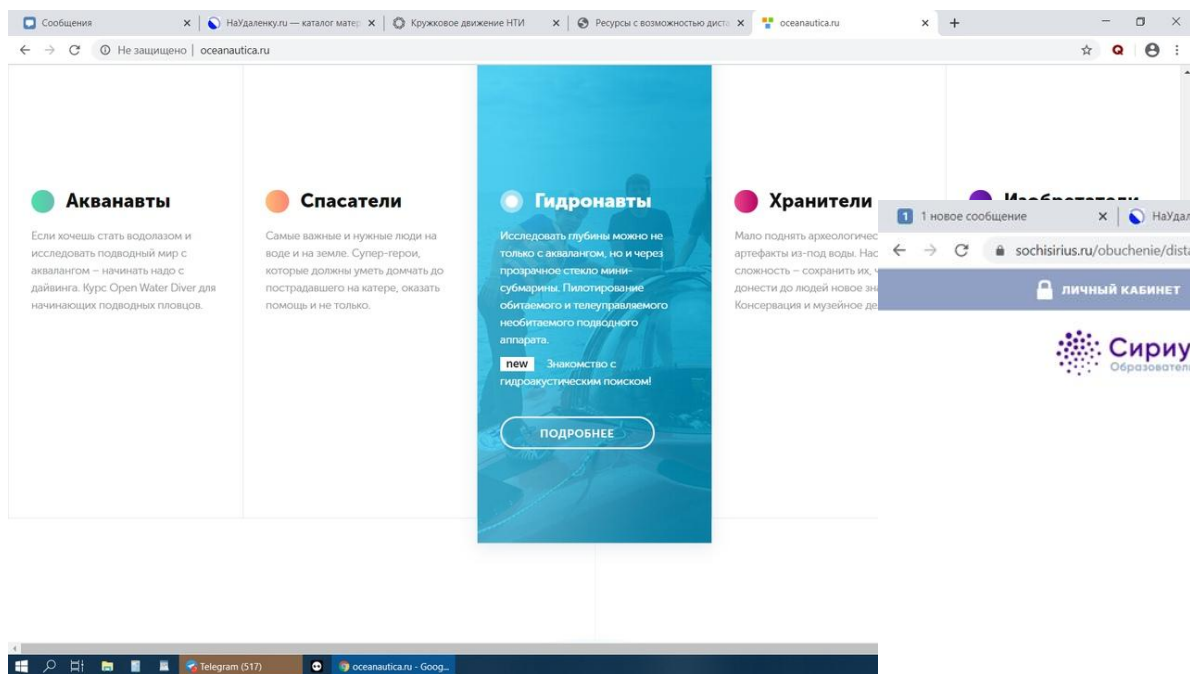 Сообщения
НаУдаленку.ru — каталог матер
Кружковое движение НТИ
Ресурсы с возможностью диста
oceanautica.ru
Не защищено | oceanautica.ru
Акванавты
Если хочешь стать водолазом и
исследовать подводный мир с
аквалангом – начинать надо с
дайвинга. Курс Open Water Diver для
начинающих подводных пловцов.
Спасатели
Самые важные и нужные люди на
воде и на земле. Супер-герои,
которые должны уметь домчать до
пострадавшего на катере, оказать
помощь и не только.
Гидронавты
Исследовать глубины можно не
только с аквалангом, но и через
прозрачное стекло мини-
субмарины. Пилотирование
обитаемого и телеуправляемого
необитаемого подводного
аппарата.
new Знакомство с
гидроакустическим поиском!
ПОДРОБНЕЕ
Хранители
Мало поднять археологичес
артефакты из-под воды. Нас
сложность – сохранить их, ч
донести до людей новое зна
Консервация и музейное де
Изобретатели
1 1 новое сообщение
НаУдал
sochisirius.ru/obuchenie/dista
ЛИЧНЫЙ КАБИНЕТ
Сириу
Образовател
Telegram (517)
oceanautica.ru - Goog...